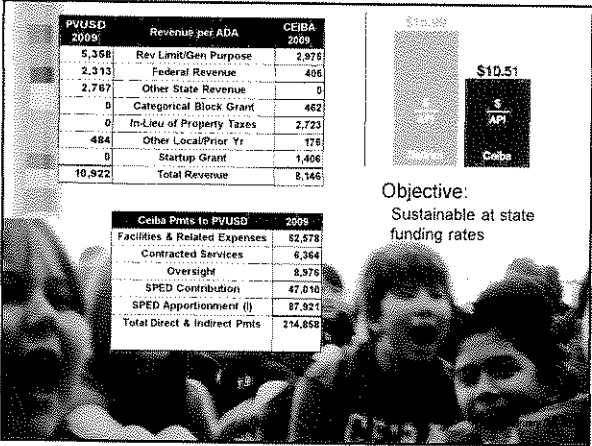 PVUSD 2009 Revenue per ADA CEIBA 2009
5,358 Rev Limit/Gen Purpose 2,975
2,313 Federal Revenue 406
2,767 Other State Revenue 0
0 Categorical Block Grant 462
0 In-Lieu of Property Taxes 2,723
484 Other Local/Prior Yr 176
0 Startup Grant 1,406
10,922 Total Revenue 8,146
$10.51
$
API
Ceiba
Objective:
Sustainable at state
funding rates
Ceiba Pmts to PVUSD 2009
Facilities & Related Expenses 62,578
Contracted Services 6,364
Oversight 8,976
SPED Contribution 47,010
SPED Apportionment (I) 87,921
Total Direct & Indirect Pmts 214,858